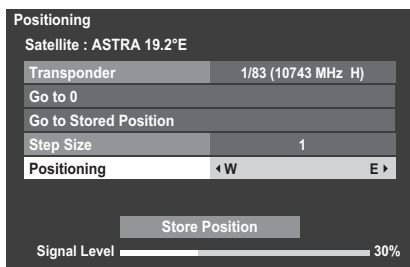 Positioning
Satellite : ASTRA 19.2°E
Transponder 1/83 (10743 MHz H)
Go to 0
Go to Stored Position
Step Size 1
Positioning W E
Store Position
Signal Level 30%